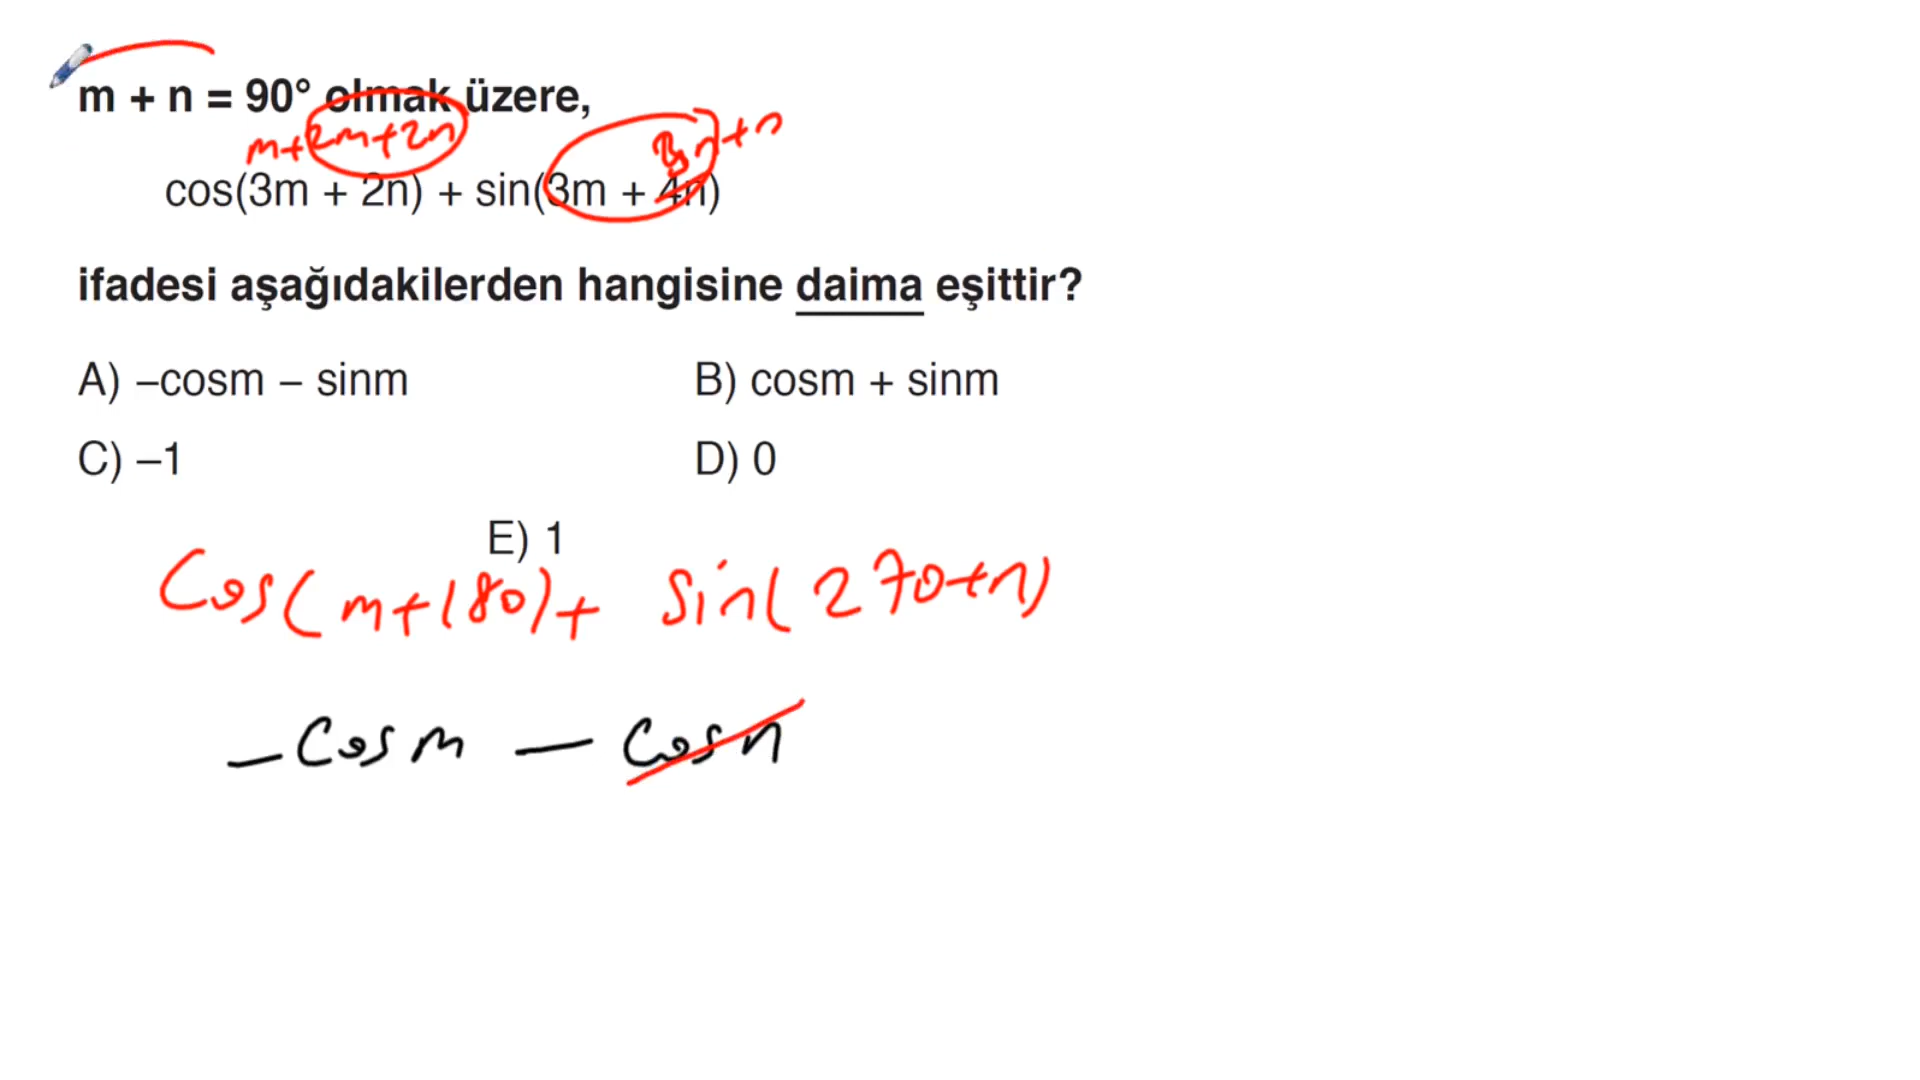 m + n = 90° olmak üzere,
m+2m+2n 3n+n
cos(3m + 2n) + sin(3m + 4n)
ifadesi aşağıdakilerden hangisine daima eşittir?
A) –cosm – sinm B) cosm + sinm
C) –1 D) 0
E) 1
Cos(m+180)+ Sin(270+n)
– Cosm – Cosn